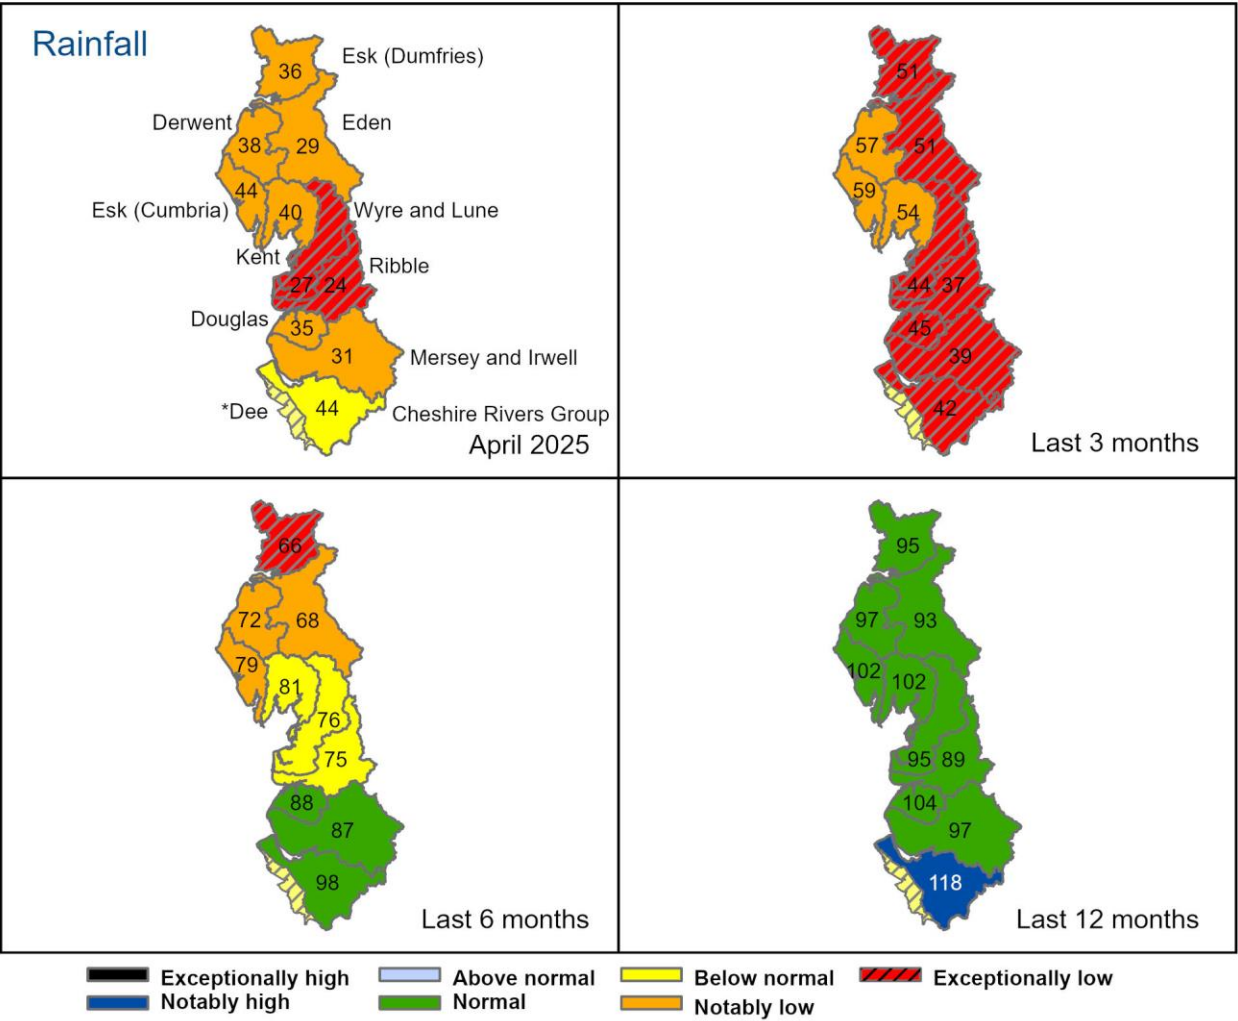 Rainfall
36
Esk (Dumfries)
Derwent
38
29
Eden
44
Esk (Cumbria)
40
Wyre and Lune
Kent
27
24
Ribble
Douglas
35
31
Mersey and Irwell
*Dee
44
Cheshire Rivers Group
April 2025
51
57
51
59
54
44
37
45
39
42
Last 3 months
66
72
68
79
81
76
75
88
87
98
Last 6 months
95
97
93
102
102
95
89
104
97
118
Last 12 months
Exceptionally high
Above normal
Below normal
Exceptionally low
Notably high
Normal
Notably low